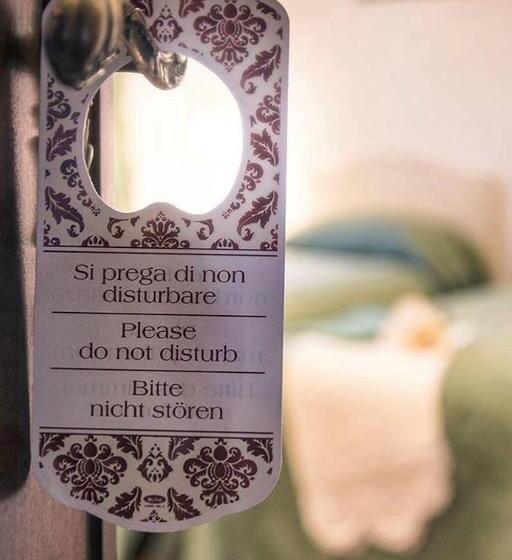 Si prega di non
disturbare
Please
do not disturb
Bitte
nicht stören